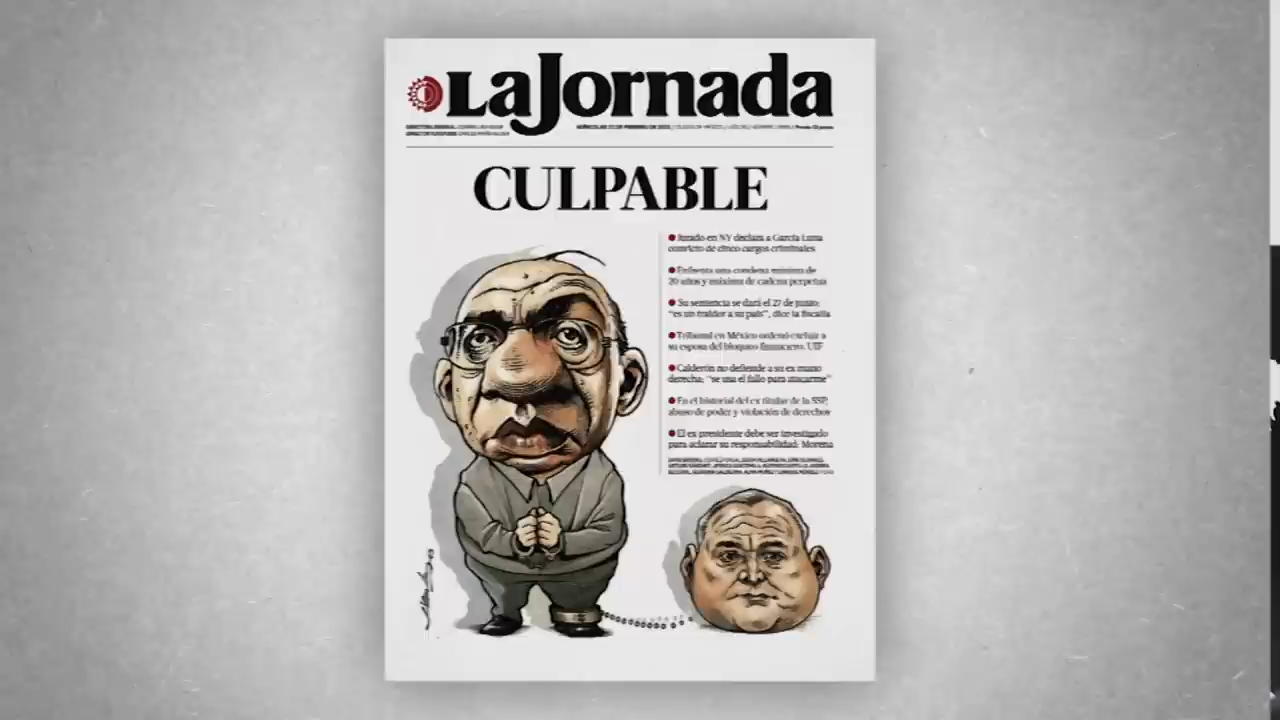 LaJornada
CULPABLE
Jurado en NY declara a García Luna
convicto de cinco cargos criminales
Enfrenta una condena mínima de
20 años y máxima de cadena perpetua
Su sentencia se dará el 27 de junio;
“es un traidor a su país”, dice la fiscalía
Tribunal en México ordenó excluir a
su esposa del bloqueo financiero: UIF
Calderón no defiende a su ex mano
derecha; “se usa el fallo para atacarme”
En el historial del ex titular de la SSP,
abuso de poder y violación de derechos
El ex presidente debe ser investigado
para aclarar su responsabilidad: Morena